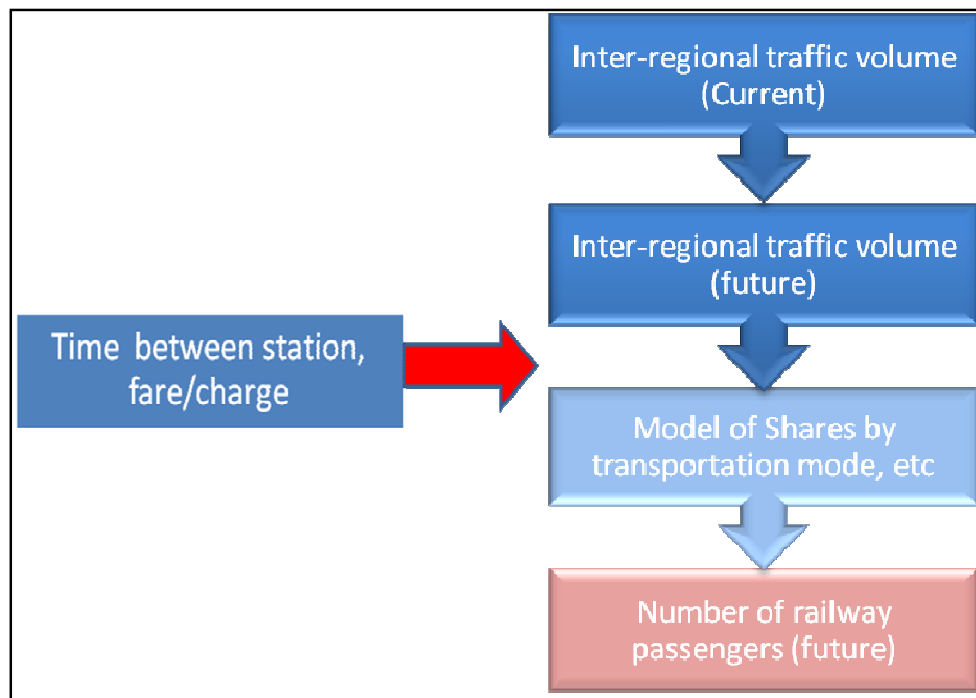 Inter-regional traffic volume
(Current)
Inter-regional traffic volume
(future)
Time between station,
fare/charge
Model of Shares by
transportation mode, etc
Number of railway
passengers (future)